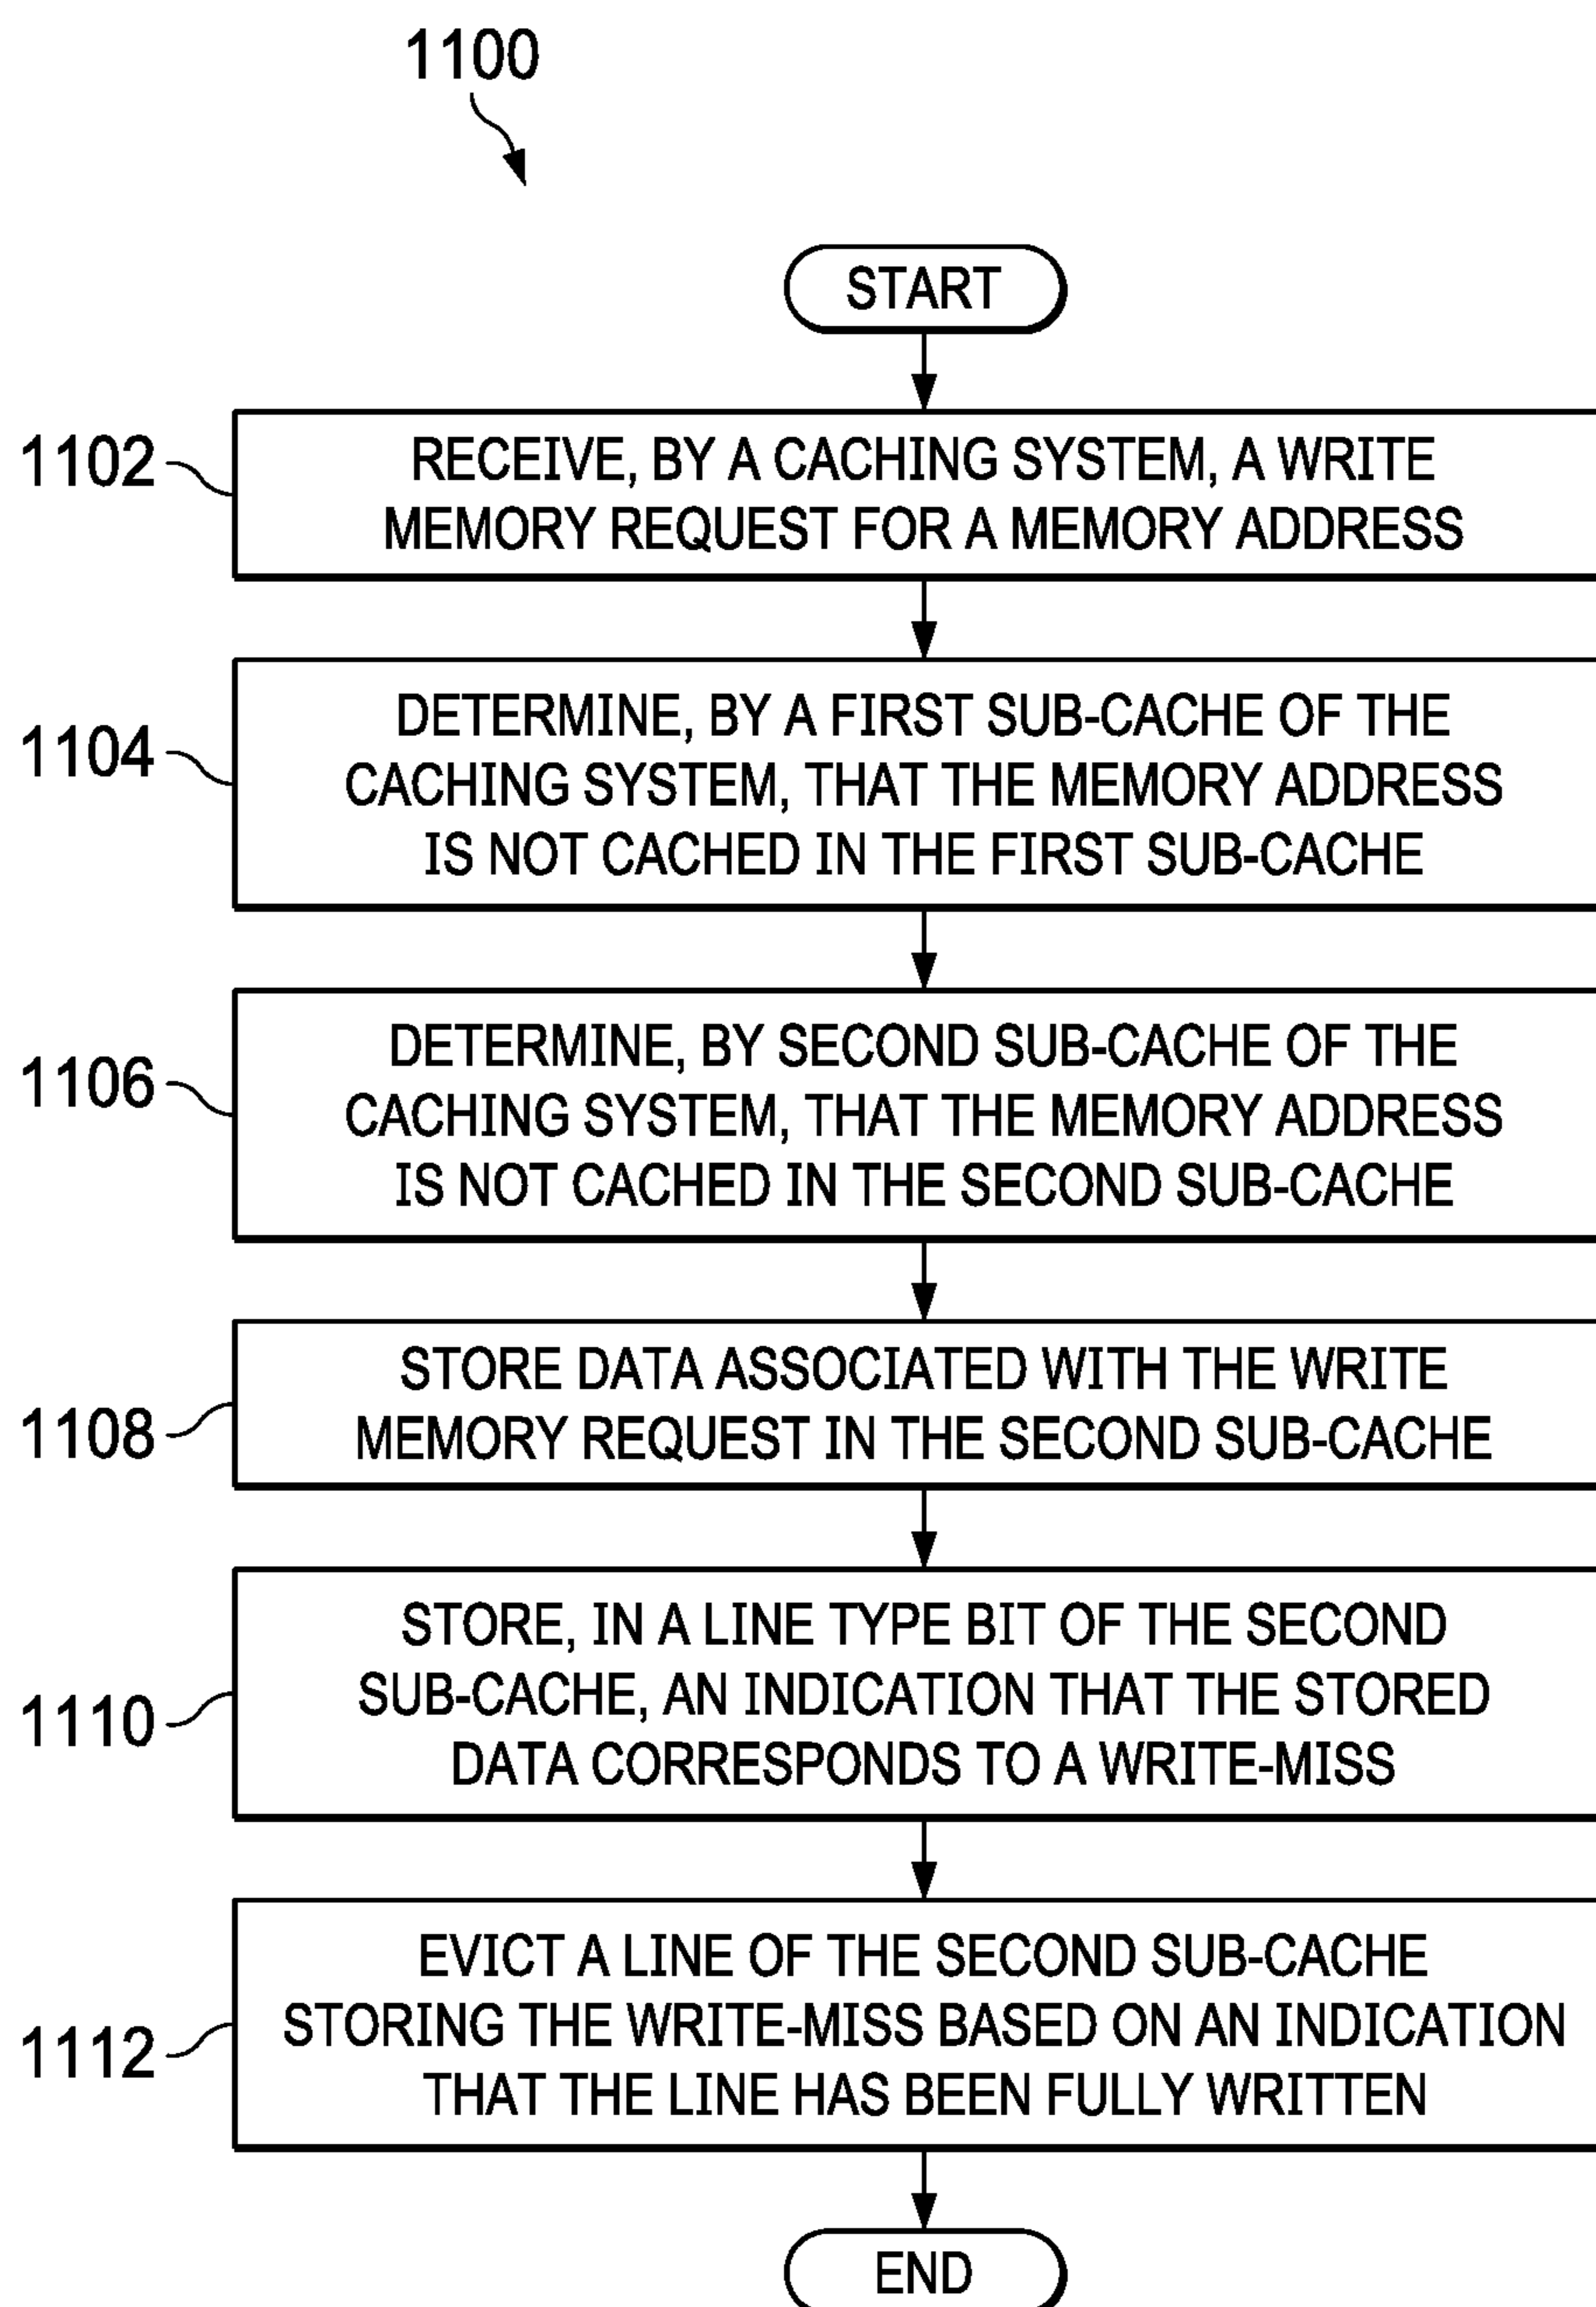 1100
START
1102
RECEIVE, BY A CACHING SYSTEM, A WRITE
MEMORY REQUEST FOR A MEMORY ADDRESS
1104
DETERMINE, BY A FIRST SUB-CACHE OF THE
CACHING SYSTEM, THAT THE MEMORY ADDRESS
IS NOT CACHED IN THE FIRST SUB-CACHE
1106
DETERMINE, BY SECOND SUB-CACHE OF THE
CACHING SYSTEM, THAT THE MEMORY ADDRESS
IS NOT CACHED IN THE SECOND SUB-CACHE
1108
STORE DATA ASSOCIATED WITH THE WRITE
MEMORY REQUEST IN THE SECOND SUB-CACHE
1110
STORE, IN A LINE TYPE BIT OF THE SECOND
SUB-CACHE, AN INDICATION THAT THE STORED
DATA CORRESPONDS TO A WRITE-MISS
1112
EVICT A LINE OF THE SECOND SUB-CACHE
STORING THE WRITE-MISS BASED ON AN INDICATION
THAT THE LINE HAS BEEN FULLY WRITTEN
END